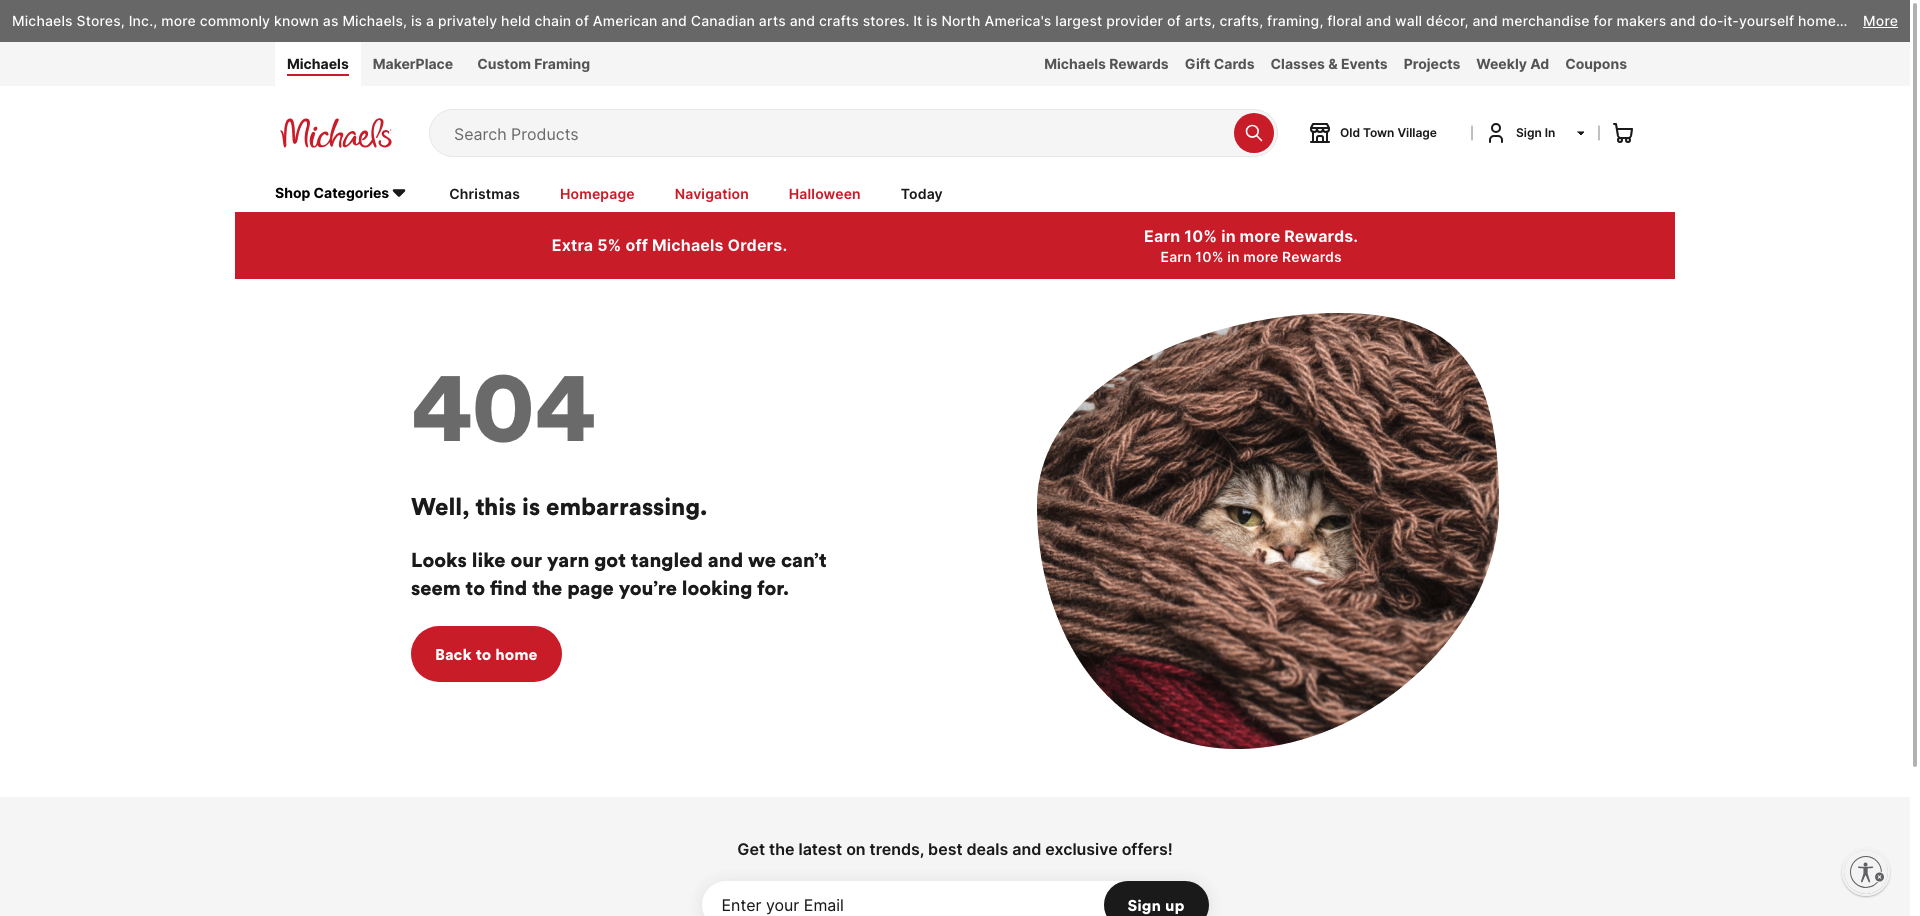 Michaels Stores, Inc., more commonly known as Michaels, is a privately held chain of American and Canadian arts and crafts stores. It is North America's largest provider of arts, crafts, framing, floral and wall décor, and merchandise for makers and do-it-yourself home... More
Michaels MakerPlace Custom Framing Michaels Rewards Gift Cards Classes & Events Projects Weekly Ad Coupons
Michaels Search Products Old Town Village Sign In
Shop Categories Christmas Homepage Navigation Halloween Today
Extra 5% off Michaels Orders.
Earn 10% in more Rewards.
Earn 10% in more Rewards
404
Well, this is embarrassing.
Looks like our yarn got tangled and we can’t
seem to find the page you’re looking for.
Back to home
Get the latest on trends, best deals and exclusive offers!
Enter your Email Sign up